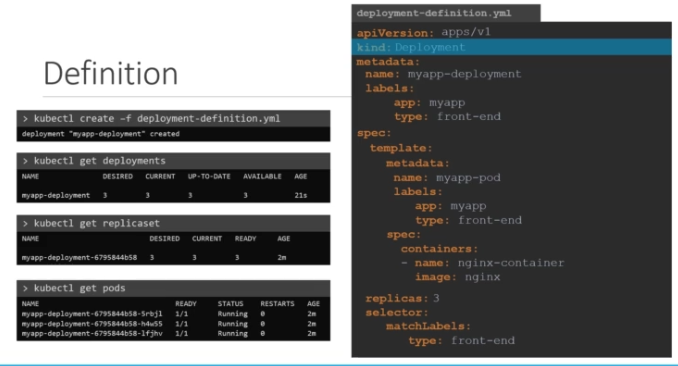 Definition
> kubectl create –f deployment-definition.yml
deployment "myapp-deployment" created
> kubectl get deployments
NAME DESIRED CURRENT UP-TO-DATE AVAILABLE AGE
myapp-deployment 3 3 3 3 21s
> kubectl get replicaset
NAME DESIRED CURRENT READY AGE
myapp-deployment-6795844b58 3 3 3 2m
> kubectl get pods
NAME READY STATUS RESTARTS AGE
myapp-deployment-6795844b58-5rbjl 1/1 Running 0 2m
myapp-deployment-6795844b58-h4w55 1/1 Running 0 2m
myapp-deployment-6795844b58-lfjhv 1/1 Running 0 2m
deployment-definition.yml
apiVersion: apps/v1
kind: Deployment
metadata:
name: myapp-deployment
labels:
app: myapp
type: front-end
spec:
template:
metadata:
name: myapp-pod
labels:
app: myapp
type: front-end
spec:
containers:
- name: nginx-container
image: nginx
replicas: 3
selector:
matchLabels:
type: front-end